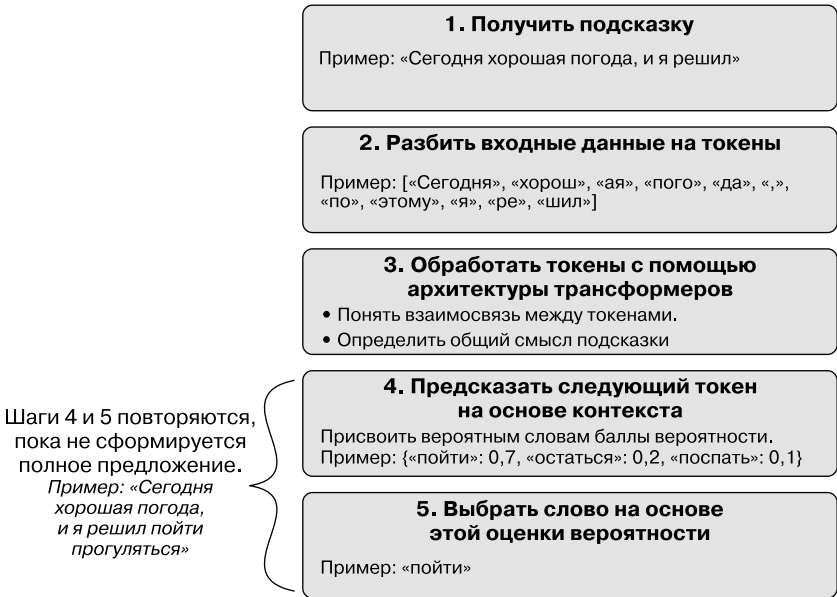 1. Получить подсказку
Пример: «Сегодня хорошая погода, и я решил»
2. Разбить входные данные на токены
Пример: [«Сегодня», «хорош», «ая», «пого», «да», «,»,
«по», «этому», «я», «ре», «шил»]
3. Обработать токены с помощью
архитектуры трансформеров
• Понять взаимосвязь между токенами.
• Определить общий смысл подсказки
Шаги 4 и 5 повторяются,
пока не сформируется
полное предложение.
Пример: «Сегодня
хорошая погода,
и я решил пойти
прогуляться»
4. Предсказать следующий токен
на основе контекста
Присвоить вероятным словам баллы вероятности.
Пример: {«пойти»: 0,7, «остаться»: 0,2, «поспать»: 0,1}
5. Выбрать слово на основе
этой оценки вероятности
Пример: «пойти»